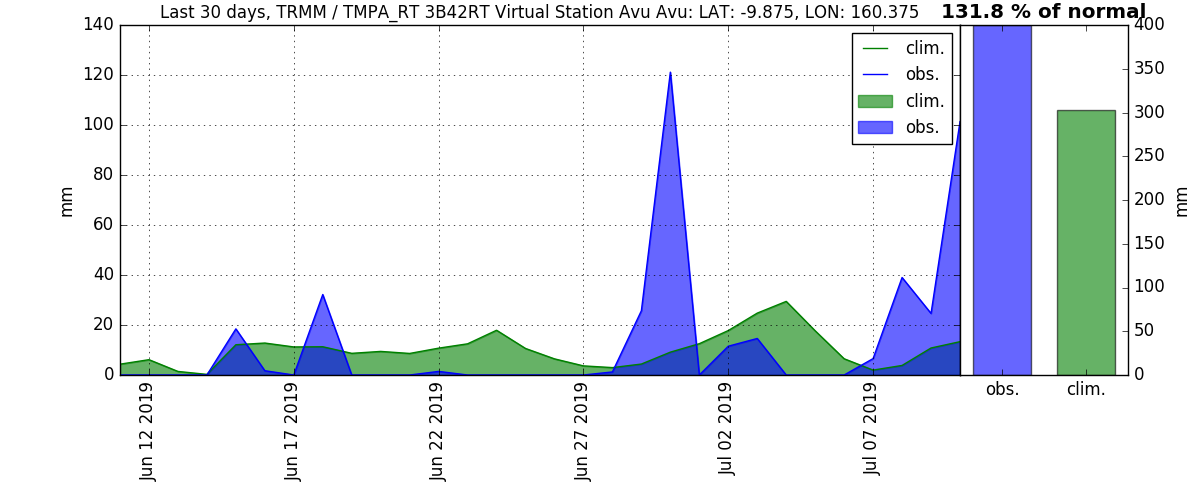 Last 30 days, TRMM / TMPA_RT 3B42RT Virtual Station Avu Avu: LAT: -9.875, LON: 160.375
131.8 % of normal
140
120
100
80
60
40
20
0
mm
clim.
obs.
clim.
obs.
400
350
300
250
200
150
100
50
0
mm
Jun 12 2019
Jun 17 2019
Jun 22 2019
Jun 27 2019
Jul 02 2019
Jul 07 2019
obs.
clim.